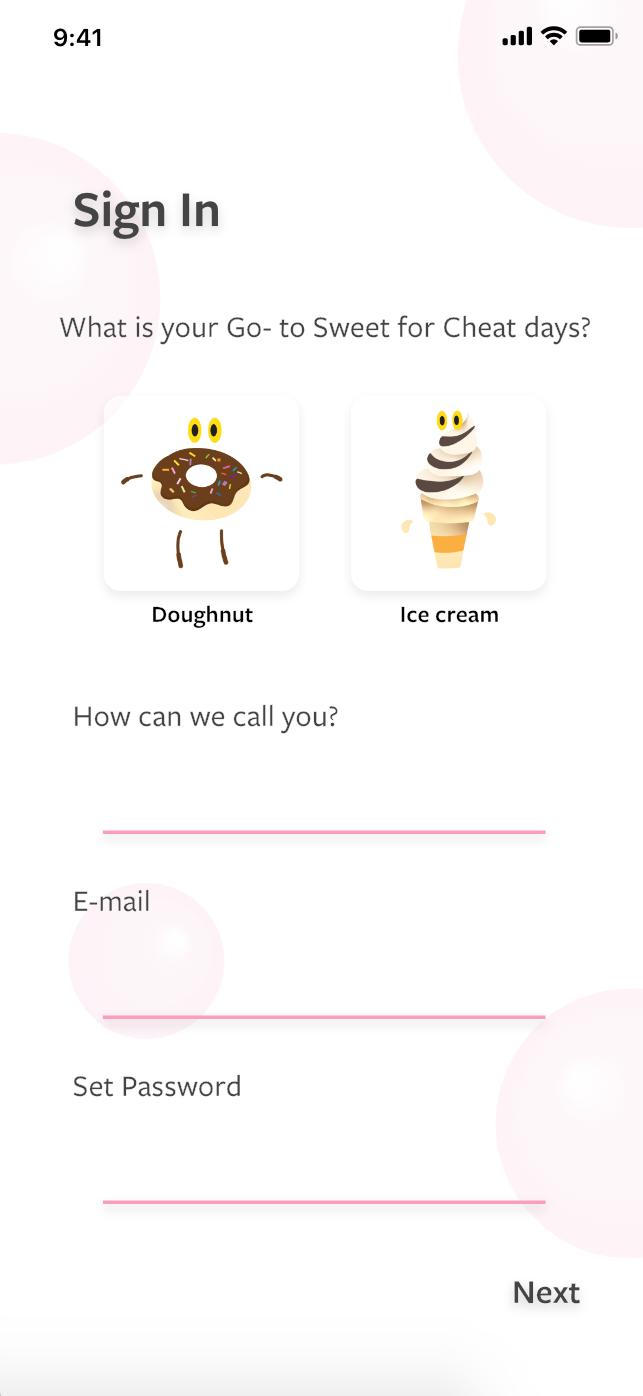 9:41
Sign In
What is your Go- to Sweet for Cheat days?
Doughnut
Ice cream
How can we call you?
E-mail
Set Password
Next